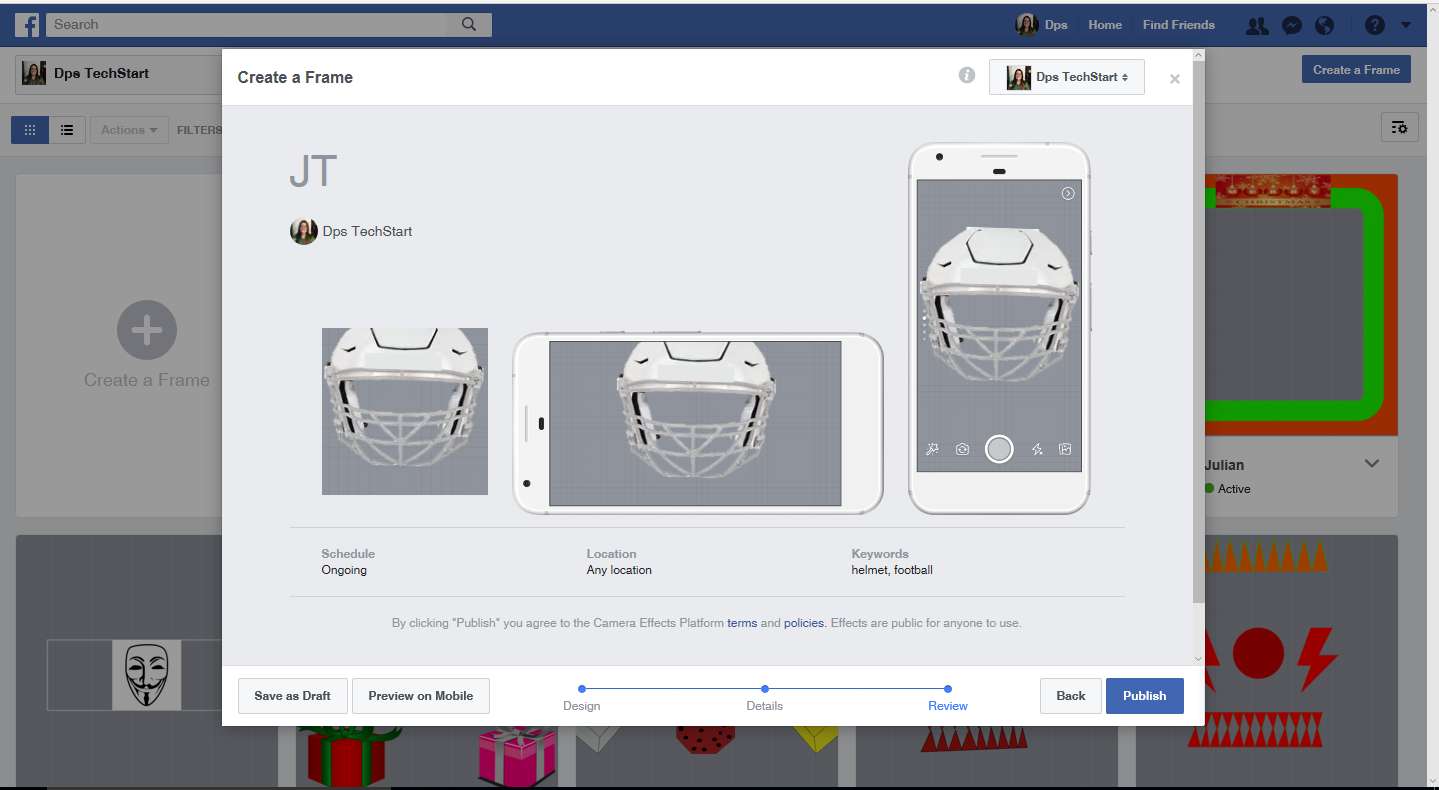 Search
Dps
Home
Find Friends
Dps TechStart
Create a Frame
Actions
FILTERS
Create a Frame
Create a Frame
Dps TechStart
JT
Dps TechStart
Schedule
Ongoing
Location
Any location
Keywords
helmet, football
By clicking "Publish" you agree to the Camera Effects Platform terms and policies. Effects are public for anyone to use.
Save as Draft
Preview on Mobile
Design
Details
Review
Back
Publish
CHRISTMAS
Julian
Active